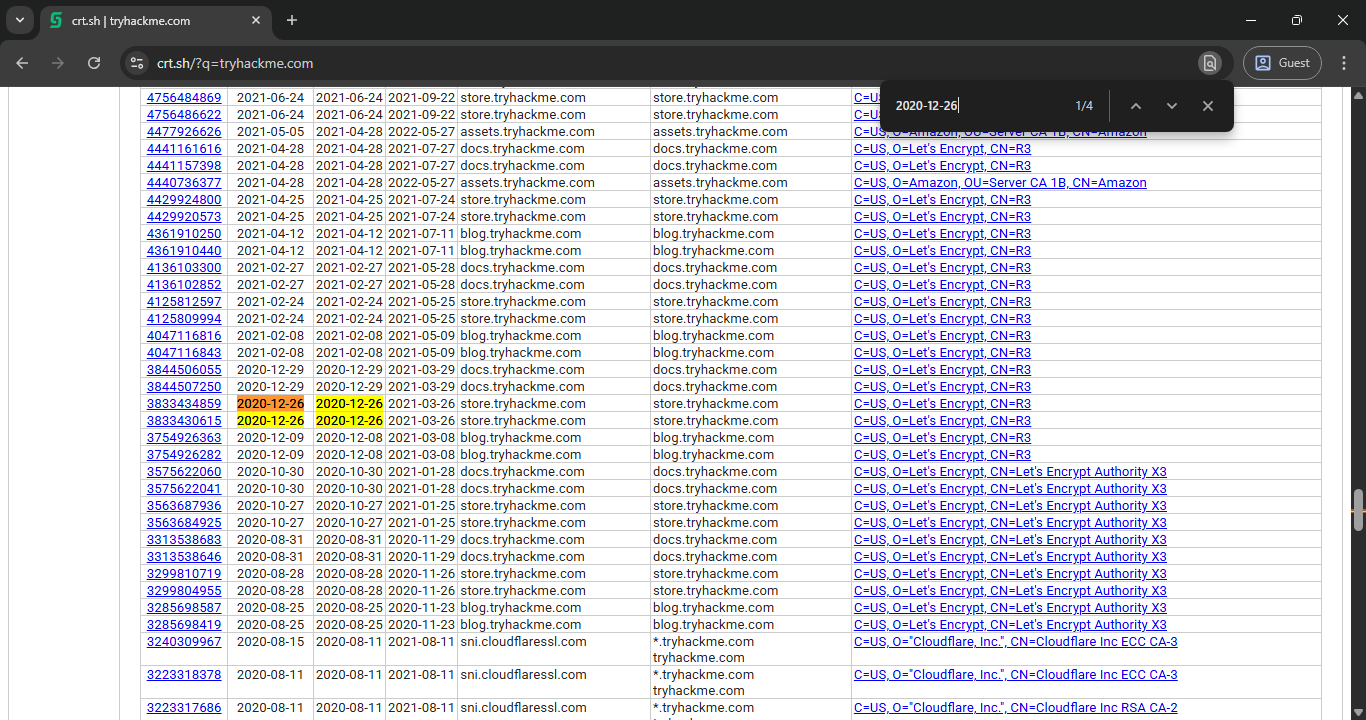 crt.sh | tryhackme.com
crt.sh/?q=tryhackme.com
Guest
2020-12-26
1/4
4756484869 2021-06-24 2021-06-24 2021-09-22 store.tryhackme.com store.tryhackme.com C=US
4756486622 2021-06-24 2021-06-24 2021-09-22 store.tryhackme.com store.tryhackme.com C=US
4477926626 2021-05-05 2021-04-28 2022-05-27 assets.tryhackme.com assets.tryhackme.com C=US, O=Amazon, OU=Server CA 1B, CN=Amazon
4441161616 2021-04-28 2021-04-28 2021-07-27 docs.tryhackme.com docs.tryhackme.com C=US, O=Let's Encrypt, CN=R3
4441157398 2021-04-28 2021-04-28 2021-07-27 docs.tryhackme.com docs.tryhackme.com C=US, O=Let's Encrypt, CN=R3
4440736377 2021-04-28 2021-04-28 2022-05-27 assets.tryhackme.com assets.tryhackme.com C=US, O=Amazon, OU=Server CA 1B, CN=Amazon
4429924800 2021-04-25 2021-04-25 2021-07-24 store.tryhackme.com store.tryhackme.com C=US, O=Let's Encrypt, CN=R3
4429920573 2021-04-25 2021-04-25 2021-07-24 store.tryhackme.com store.tryhackme.com C=US, O=Let's Encrypt, CN=R3
4361910250 2021-04-12 2021-04-12 2021-07-11 blog.tryhackme.com blog.tryhackme.com C=US, O=Let's Encrypt, CN=R3
4361910440 2021-04-12 2021-04-12 2021-07-11 blog.tryhackme.com blog.tryhackme.com C=US, O=Let's Encrypt, CN=R3
4136103300 2021-02-27 2021-02-27 2021-05-28 docs.tryhackme.com docs.tryhackme.com C=US, O=Let's Encrypt, CN=R3
4136102852 2021-02-27 2021-02-27 2021-05-28 docs.tryhackme.com docs.tryhackme.com C=US, O=Let's Encrypt, CN=R3
4125812597 2021-02-24 2021-02-24 2021-05-25 store.tryhackme.com store.tryhackme.com C=US, O=Let's Encrypt, CN=R3
4125809994 2021-02-24 2021-02-24 2021-05-25 store.tryhackme.com store.tryhackme.com C=US, O=Let's Encrypt, CN=R3
4047116816 2021-02-08 2021-02-08 2021-05-09 blog.tryhackme.com blog.tryhackme.com C=US, O=Let's Encrypt, CN=R3
4047116843 2021-02-08 2021-02-08 2021-05-09 blog.tryhackme.com blog.tryhackme.com C=US, O=Let's Encrypt, CN=R3
3844506055 2020-12-29 2020-12-29 2021-03-29 docs.tryhackme.com docs.tryhackme.com C=US, O=Let's Encrypt, CN=R3
3844507250 2020-12-29 2020-12-29 2021-03-29 docs.tryhackme.com docs.tryhackme.com C=US, O=Let's Encrypt, CN=R3
3833434859 2020-12-26 2020-12-26 2021-03-26 store.tryhackme.com store.tryhackme.com C=US, O=Let's Encrypt, CN=R3
3833430615 2020-12-26 2020-12-26 2021-03-26 store.tryhackme.com store.tryhackme.com C=US, O=Let's Encrypt, CN=R3
3754926363 2020-12-09 2020-12-08 2021-03-08 blog.tryhackme.com blog.tryhackme.com C=US, O=Let's Encrypt, CN=R3
3754926282 2020-12-09 2020-12-08 2021-03-08 blog.tryhackme.com blog.tryhackme.com C=US, O=Let's Encrypt, CN=R3
3575622060 2020-10-30 2020-10-30 2021-01-28 docs.tryhackme.com docs.tryhackme.com C=US, O=Let's Encrypt, CN=Let's Encrypt Authority X3
3575622041 2020-10-30 2020-10-30 2021-01-28 docs.tryhackme.com docs.tryhackme.com C=US, O=Let's Encrypt, CN=Let's Encrypt Authority X3
3563687936 2020-10-27 2020-10-27 2021-01-25 store.tryhackme.com store.tryhackme.com C=US, O=Let's Encrypt, CN=Let's Encrypt Authority X3
3563684925 2020-10-27 2020-10-27 2021-01-25 store.tryhackme.com store.tryhackme.com C=US, O=Let's Encrypt, CN=Let's Encrypt Authority X3
3313538683 2020-08-31 2020-08-31 2020-11-29 docs.tryhackme.com docs.tryhackme.com C=US, O=Let's Encrypt, CN=Let's Encrypt Authority X3
3313538646 2020-08-31 2020-08-31 2020-11-29 docs.tryhackme.com docs.tryhackme.com C=US, O=Let's Encrypt, CN=Let's Encrypt Authority X3
3299810719 2020-08-28 2020-08-28 2020-11-26 store.tryhackme.com store.tryhackme.com C=US, O=Let's Encrypt, CN=Let's Encrypt Authority X3
3299804955 2020-08-28 2020-08-28 2020-11-26 store.tryhackme.com store.tryhackme.com C=US, O=Let's Encrypt, CN=Let's Encrypt Authority X3
3285698587 2020-08-25 2020-08-25 2020-11-23 blog.tryhackme.com blog.tryhackme.com C=US, O=Let's Encrypt, CN=Let's Encrypt Authority X3
3285698419 2020-08-25 2020-08-25 2020-11-23 blog.tryhackme.com blog.tryhackme.com C=US, O=Let's Encrypt, CN=Let's Encrypt Authority X3
3240309967 2020-08-15 2020-08-11 2021-08-11 sni.cloudflaressl.com *.tryhackme.com C=US, O="Cloudflare, Inc.", CN=Cloudflare Inc ECC CA-3
tryhackme.com
3223318378 2020-08-11 2020-08-11 2021-08-11 sni.cloudflaressl.com *.tryhackme.com C=US, O="Cloudflare, Inc.", CN=Cloudflare Inc ECC CA-3
tryhackme.com
3223317686 2020-08-11 2020-08-11 2021-08-11 sni.cloudflaressl.com *.tryhackme.com C=US, O="Cloudflare, Inc.", CN=Cloudflare Inc RSA CA-2